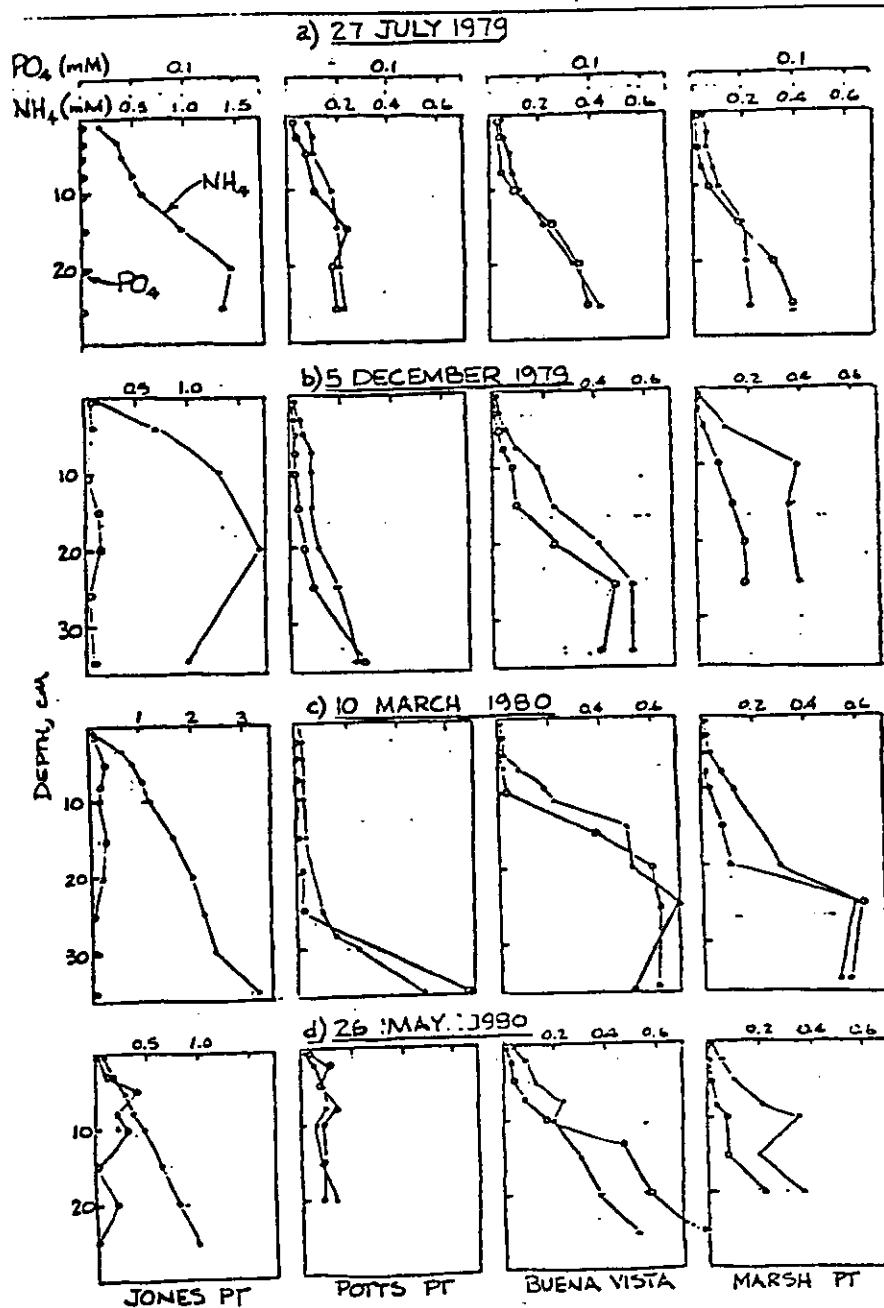 a) 27 JULY 1979
PO4 (mM) 0.1 0.1 0.1 0.1
NH4 (mM) 0.5 1.0 1.5 0.2 0.4 0.6 0.2 0.4 0.6 0.2 0.4 0.6
NH4
10
20
PO4
b) 5 DECEMBER 1979
0.5 1.0 0.4 0.6 0.2 0.4 0.6
10
20
30
DEPTH, CM
c) 10 MARCH 1980
1 2 3 0.4 0.6 0.2 0.4 0.6
10
20
30
d) 26 MAY 1980
0.5 1.0 0.2 0.4 0.6 0.2 0.4 0.6
10
20
JONES PT POTTS PT BUENA VISTA MARSH PT